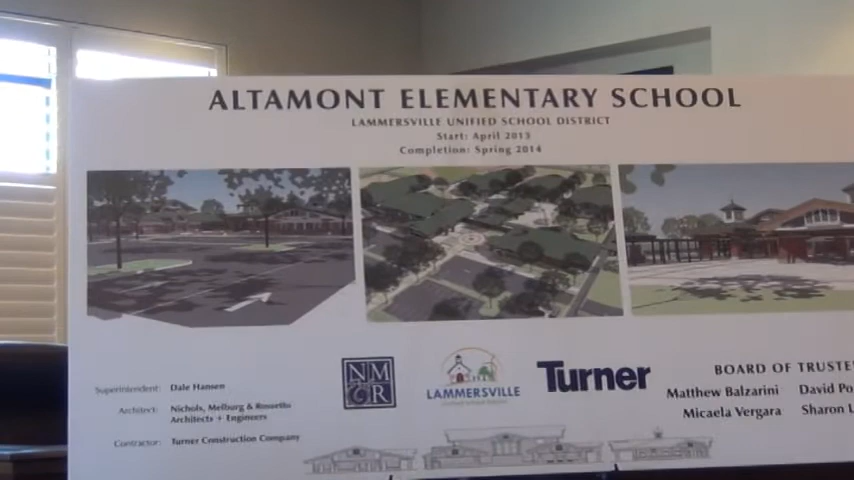 ALTAMONT ELEMENTARY SCHOOL
LAMMERSVILLE UNIFIED SCHOOL DISTRICT
Start: April 2013
Completion: Spring 2014
Superintendent: Dale Hansen
Architect: Nichols, Melburg & Rossetto
Architects + Engineers
Contractor: Turner Construction Company
NM
R
LAMMERSVILLE
Turner
BOARD OF TRUSTE
Matthew Balzarini David Po
Micaela Vergara Sharon L